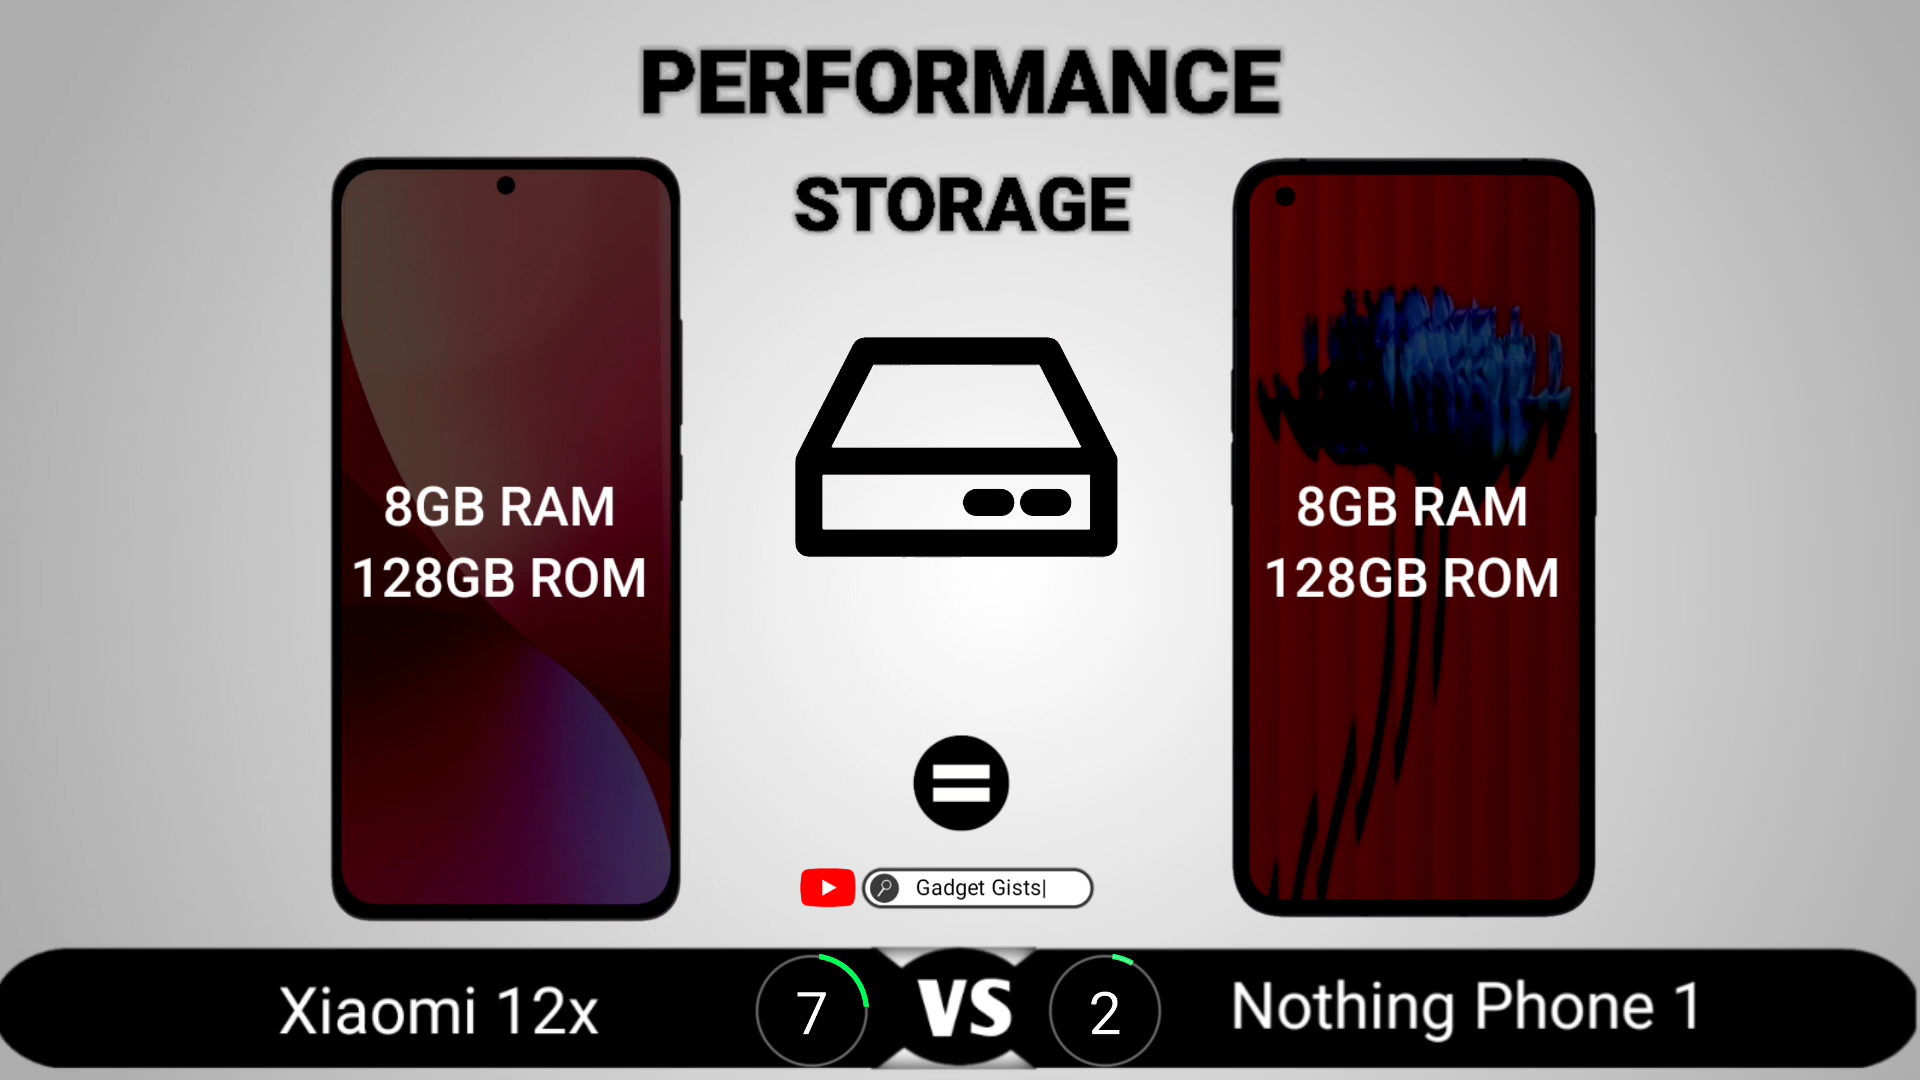 PERFORMANCE
STORAGE
8GB RAM
128GB ROM
8GB RAM
128GB ROM
Gadget Gists|
Xiaomi 12x
7
VS
2
Nothing Phone 1